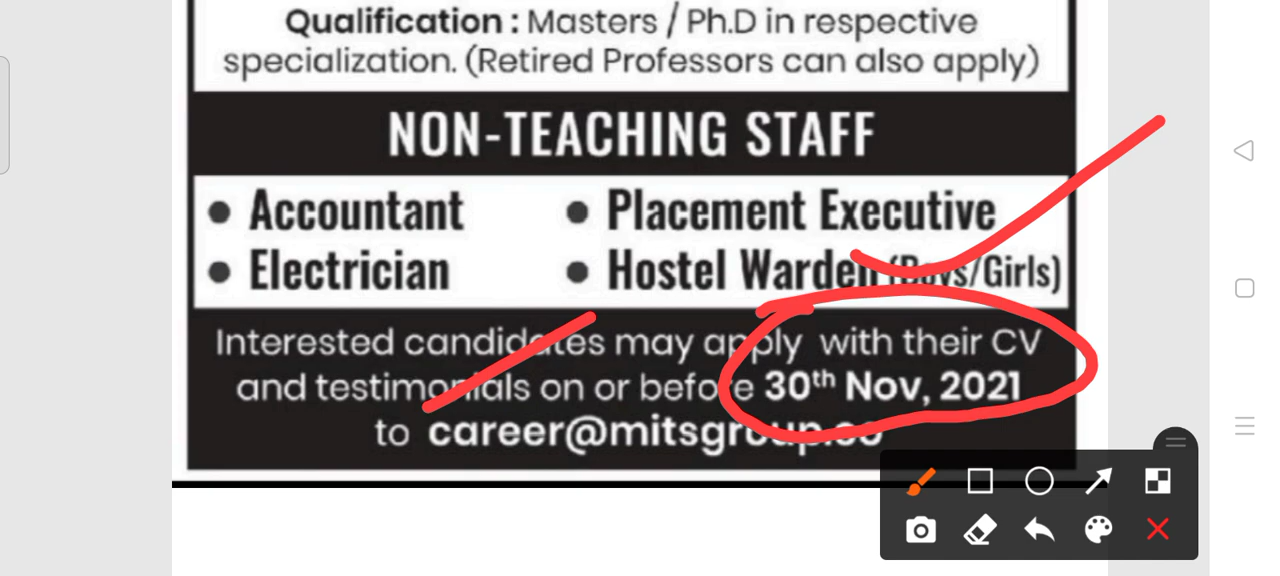 Qualification : Masters / Ph.D in respective
specialization. (Retired Professors can also apply)
NON-TEACHING STAFF
• Accountant
• Placement Executive
• Electrician
• Hostel Warden (Boys/Girls)
Interested candidates may apply with their CV
and testimonials on or before 30th Nov, 2021
to career@mitsgroup.co